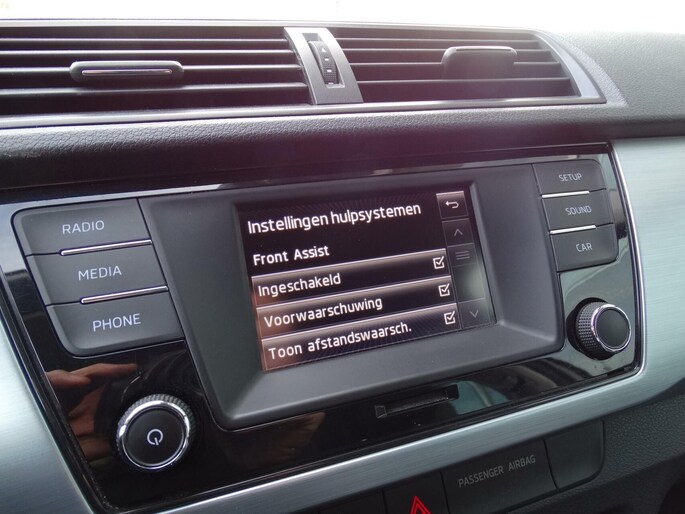 RADIO
MEDIA
PHONE
Instellingen hulpsystemen
Front Assist
Ingeschakeld
Voorwaarschuwing
Toon afstandswaarsch.
SETUP
SOUND
CAR
PASSENGER AIRBAG